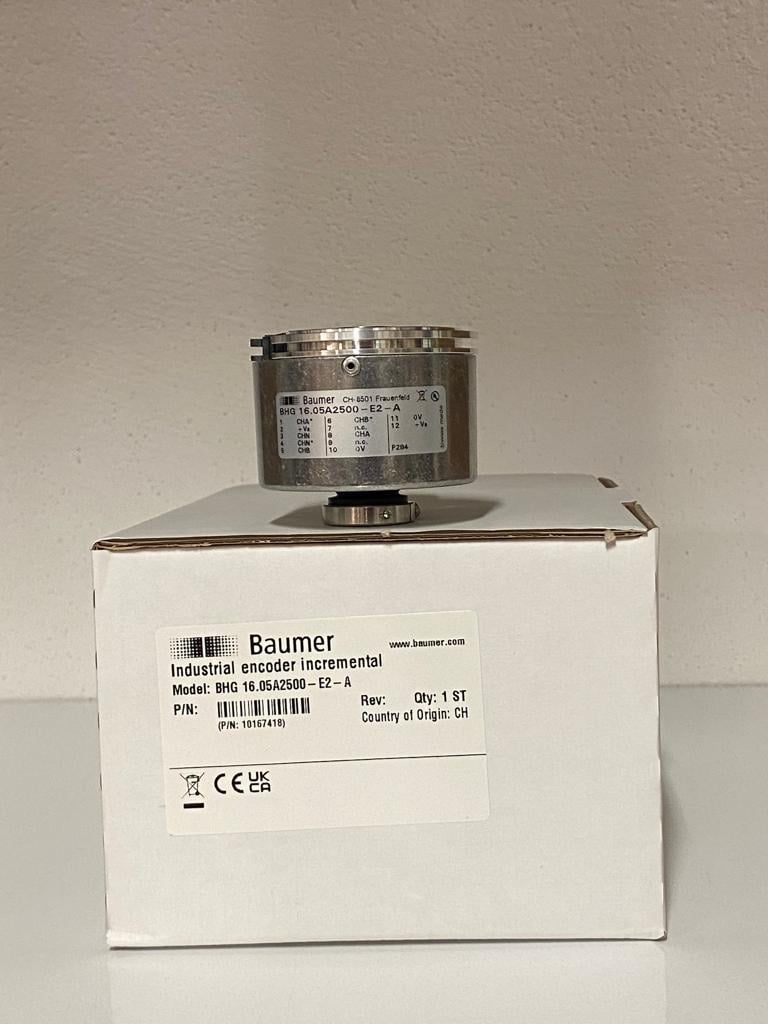 Baumer CH-8501 Frauenfeld
BHG 16.05A2500-E2-A
1 CHA* 6 CHB* 11 0V
2 +Vs 7 n.c. 12 +Vs
3 CHN 8 CHA
4 CHN* 9 n.c.
5 CHB 10 0V P284
Swiss made
Baumer www.baumer.com
Industrial encoder incremental
Model: BHG 16.05A2500-E2-A
P/N: Rev: Qty: 1 ST
(P/N: 10167418) Country of Origin: CH
CE UK
CA